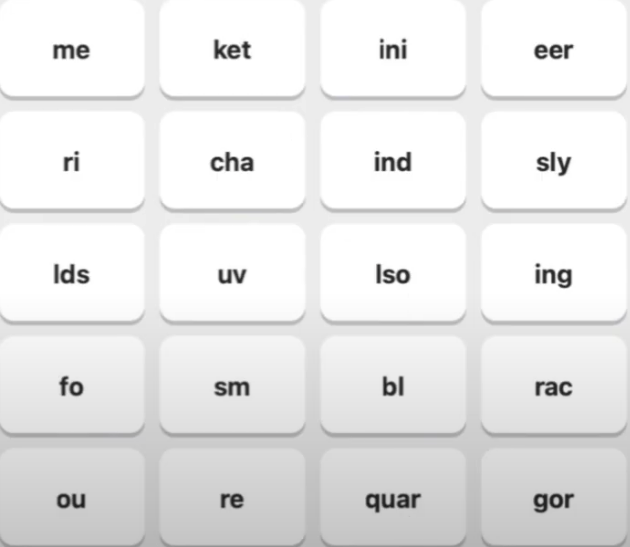 me ket ini eer
ri cha ind sly
lds uv lso ing
fo sm bl rac
ou re quar gor